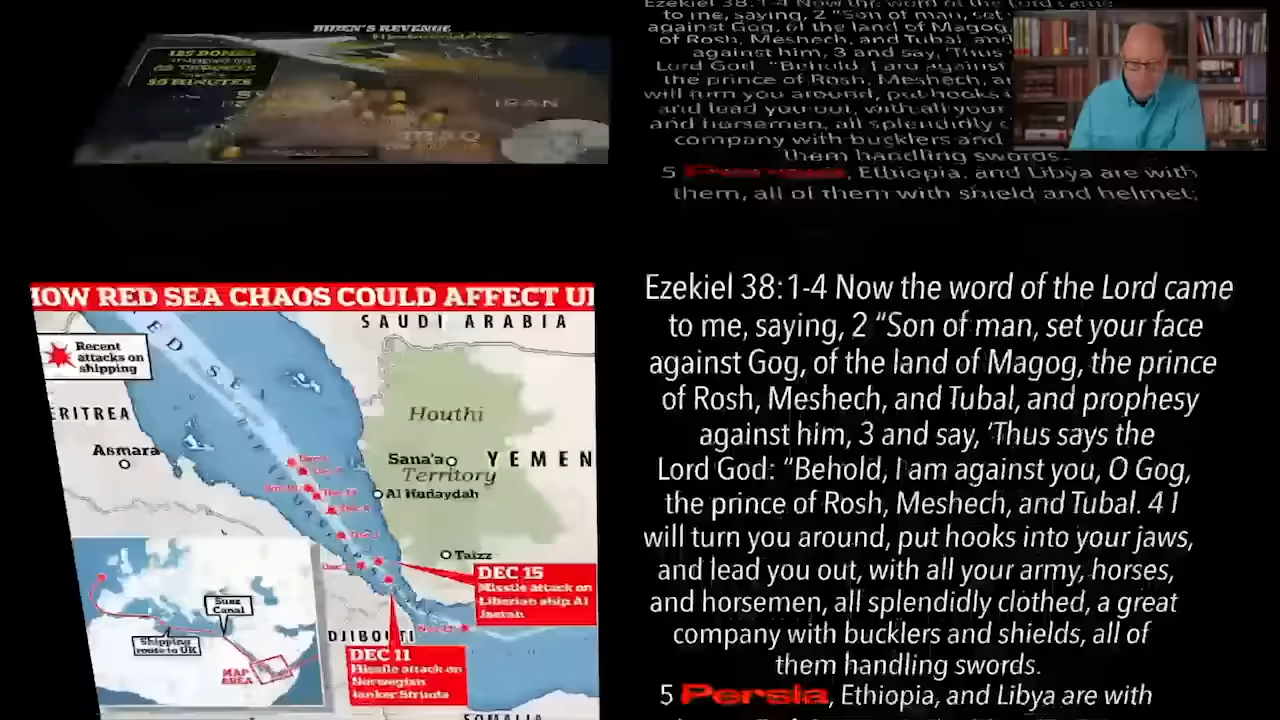 BIDEN'S REVENGE
125 BOMBS
30 MINUTES
IRAN
IRAQ
Ezekiel 38:1-4 Now the word of the Lord came
to me, saying, 2 “Son of man, set
against Gog, of the land of Magog,
of Rosh, Meshech, and Tubal, and
against him, 3 and say, ‘Thus
Lord God: “Behold, I am against
the prince of Rosh, Meshech, ar
will turn you around, put hooks
and lead you out, with all your
and horsemen, all splendidly c
company with bucklers and
them handling swords.
5 Persia, Ethiopia, and Libya are with
them, all of them with shield and helmet;
HOW RED SEA CHAOS COULD AFFECT U
SAUDI ARABIA
RED SEA
Recent
attacks on
shipping
ERITREA
Asmara
Houthi
Territory
Sana'a
YEMEN
Al Hudaydah
Taizz
DEC 15
Missile attack on
Liberian ship Al
DJIBOUTI
DEC 11
Missile attack on
Norwegian
tanker Strinda
SOMALIA
Suez
Canal
Shipping
route to UK
MAP
AREA
Ezekiel 38:1-4 Now the word of the Lord came
to me, saying, 2 “Son of man, set your face
against Gog, of the land of Magog, the prince
of Rosh, Meshech, and Tubal, and prophesy
against him, 3 and say, ‘Thus says the
Lord God: “Behold, I am against you, O Gog,
the prince of Rosh, Meshech, and Tubal. 4 I
will turn you around, put hooks into your jaws,
and lead you out, with all your army, horses,
and horsemen, all splendidly clothed, a great
company with bucklers and shields, all of
them handling swords.
5 Persia, Ethiopia, and Libya are with